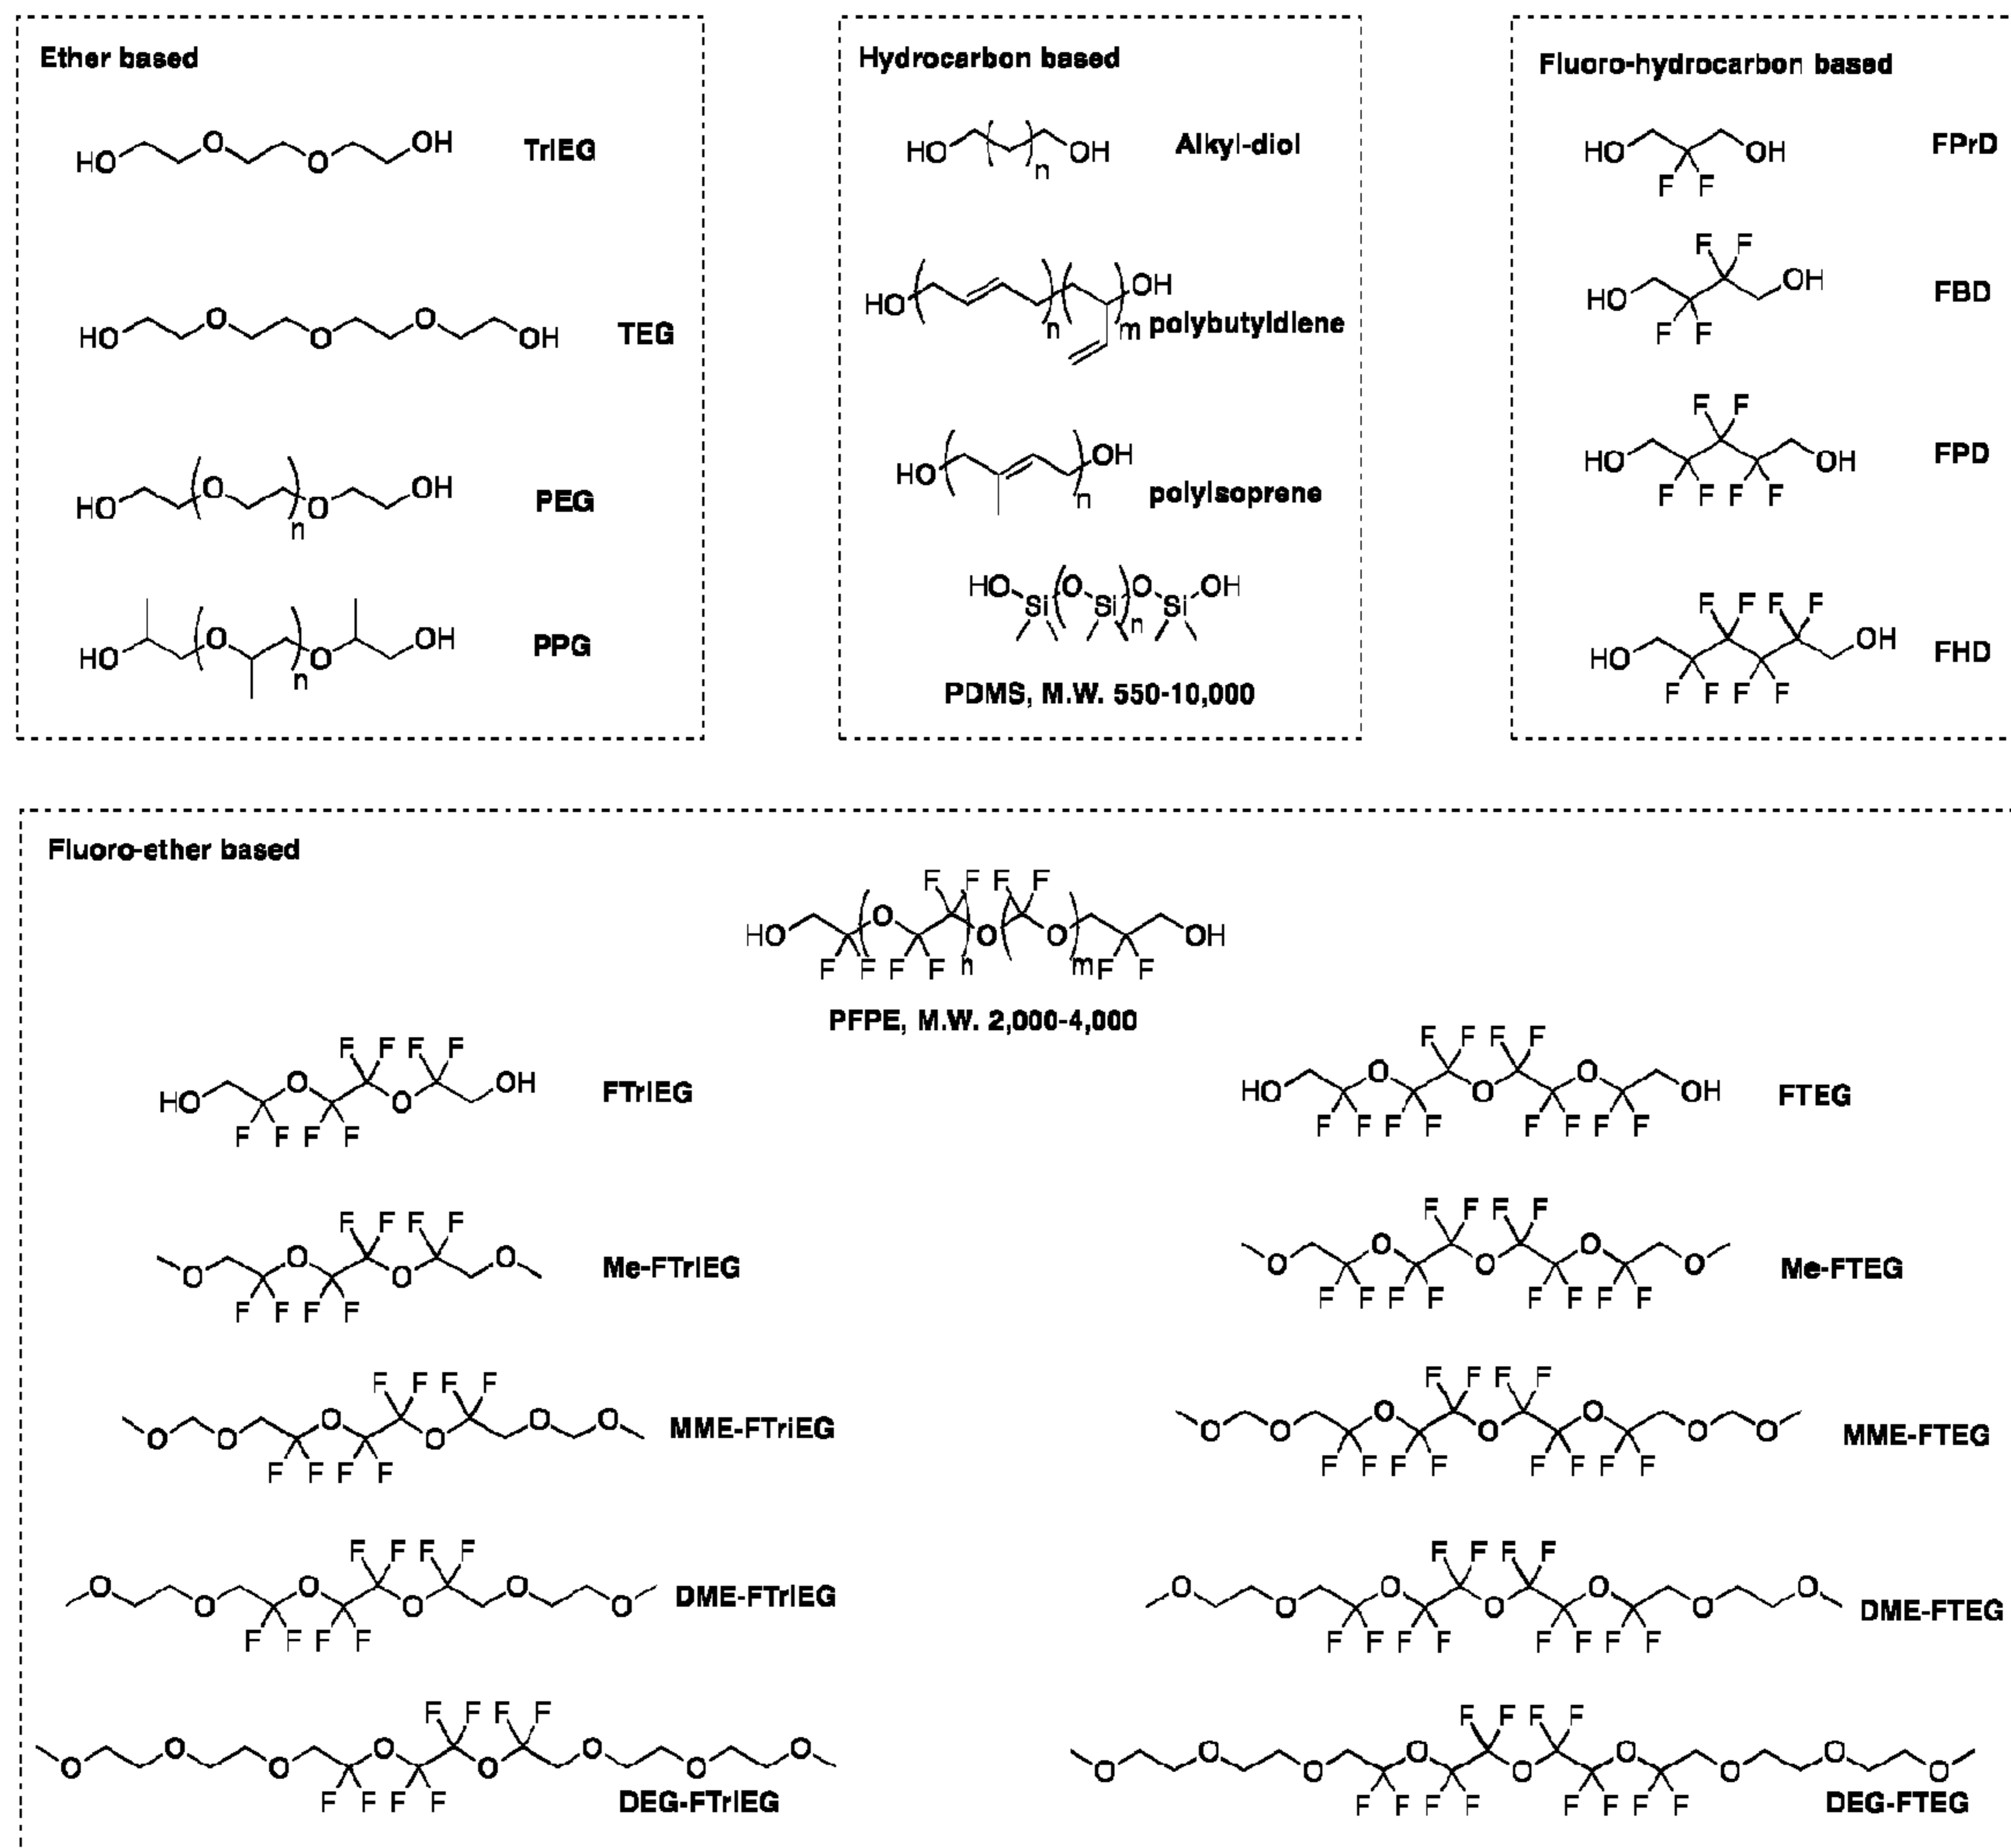 Ether based
HO O O OH TriEG
HO O O O OH TEG
HO ( O ) n O OH PEG
HO ( O ) n O OH PPG
Hydrocarbon based
HO ( ) n OH Alkyl-diol
HO ( ) n ( ) m OH polybutyldiene
HO ( ) n OH polyisoprene
HO Si ( O Si ) n O Si OH
PDMS, M.W. 550-10,000
Fluoro-hydrocarbon based
HO OH FPrD
F F
F F
HO OH FBD
F F
F F
HO OH FPD
F F F F
F F F F
HO OH FHD
F F F F
Fluoro-ether based
F F F F
HO ( O ) n O ( O ) m OH
F F F F F F
PFPE, M.W. 2,000-4,000
F F F F
HO O O OH FTriEG
F F F F
F F F F
HO O O O OH FTEG
F F F F F F F F
F F F F
O O O O Me-FTriEG
F F F F
F F F F
O O O O O Me-FTEG
F F F F F F F F
F F F F
O O O O O O MME-FTriEG
F F F F
F F F F
O O O O O O O MME-FTEG
F F F F F F F F
F F F F
O O O O O O DME-FTriEG
F F F F
F F F F
O O O O O O O DME-FTEG
F F F F F F F F
F F F F
O O O O O O O O
F F F F DEG-FTriEG
F F F F
O O O O O O O O O
F F F F F F F F DEG-FTEG